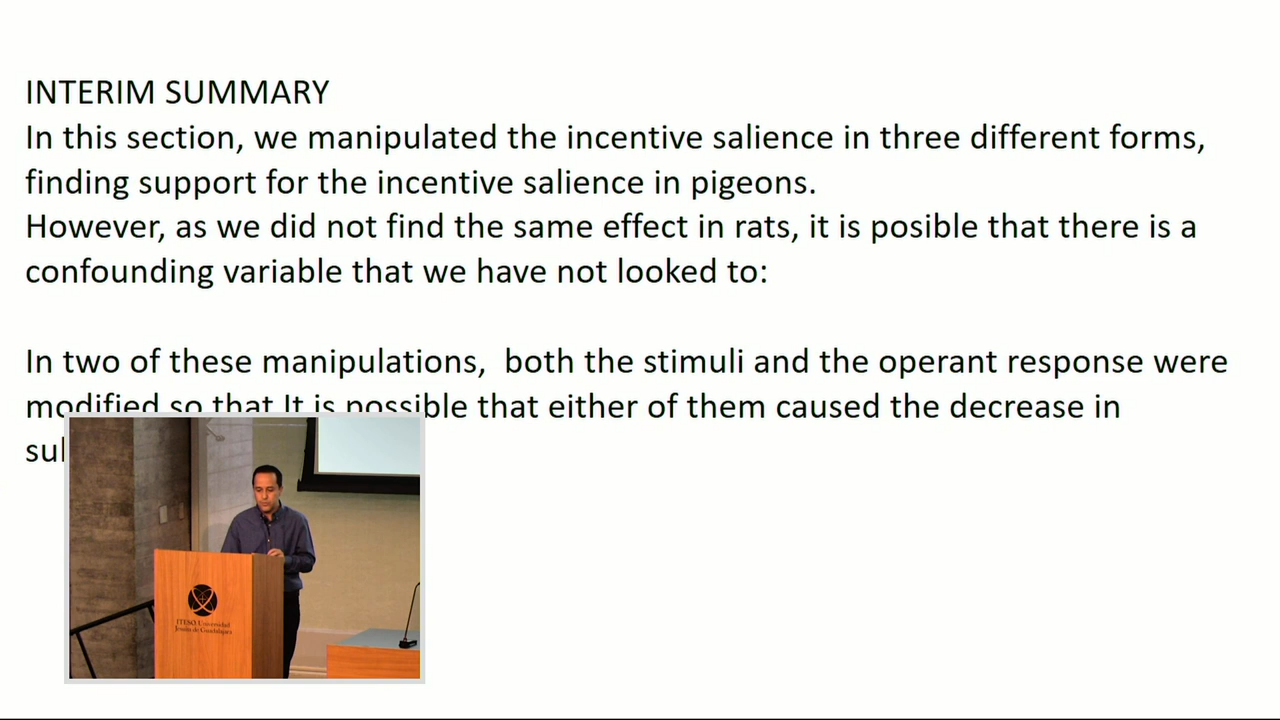 INTERIM SUMMARY
In this section, we manipulated the incentive salience in three different forms,
finding support for the incentive salience in pigeons.
However, as we did not find the same effect in rats, it is posible that there is a
confounding variable that we have not looked to:
In two of these manipulations,  both the stimuli and the operant response were
modified so that It is possible that either of them caused the decrease in
ITESO Universidad
Jesuita de Guadalajara